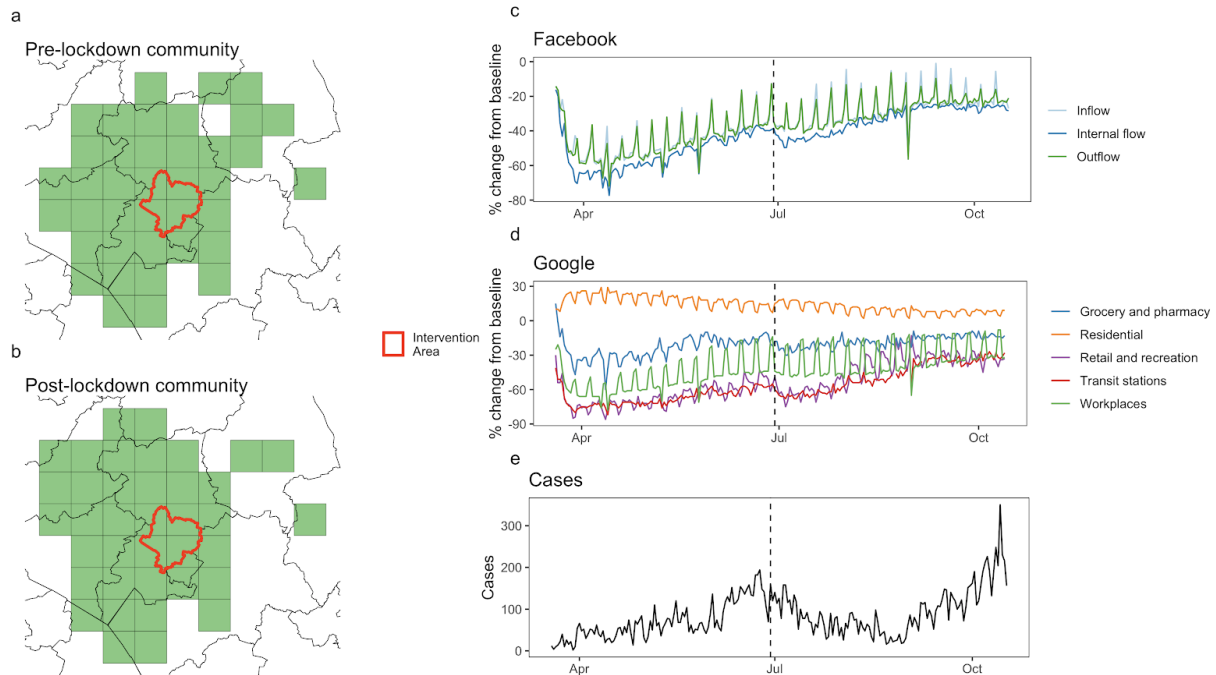 a
Pre-lockdown community
b
Post-lockdown community
Intervention
Area
c
Facebook
% change from baseline
0
-20
-40
-60
-80
Apr
Jul
Oct
Inflow
Internal flow
Outflow
d
Google
% change from baseline
30
0
-30
-60
-90
Apr
Jul
Oct
Grocery and pharmacy
Residential
Retail and recreation
Transit stations
Workplaces
e
Cases
Cases
300
200
100
0
Apr
Jul
Oct